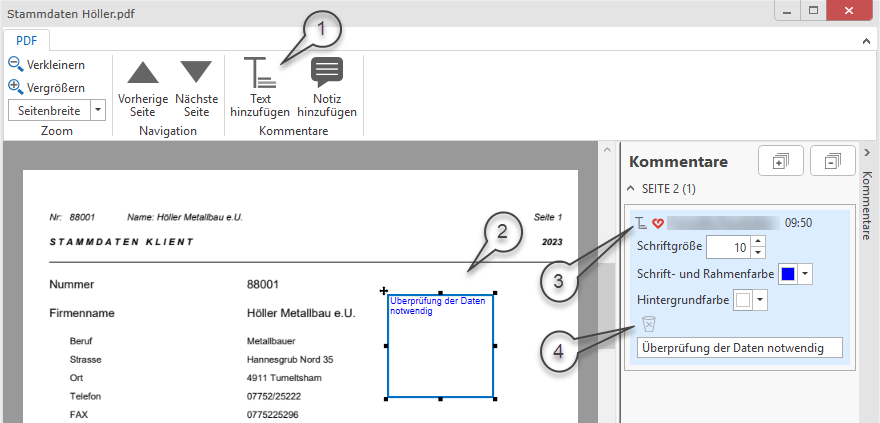 Stammdaten Höller.pdf
PDF
1
Verkleinern
Vergrößern
Seitenbreite
Zoom
Vorherige Seite
Nächste Seite
Navigation
Text hinzufügen
Notiz hinzufügen
Kommentare
Nr: 88001 Name: Höller Metallbau e.U. Seite 1
STAMMDATEN KLIENT 2023
2
Nummer 88001
Firmenname Höller Metallbau e.U.
Überprüfung der Daten
notwendig
Beruf Metallbauer
Strasse Hannesgrub Nord 35
Ort 4911 Tumeltsham
Telefon 07752/25222
FAX 0775225296
Kommentare
SEITE 2 (1)
09:50
3
Schriftgröße 10
Schrift- und Rahmenfarbe
Hintergrundfarbe
4
Überprüfung der Daten notwendig
Kommentare